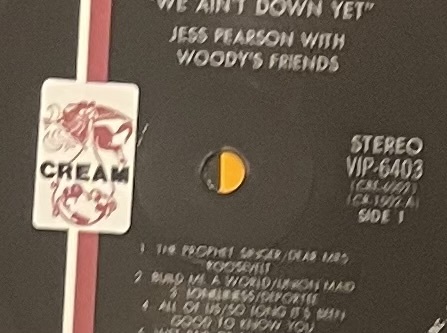 "WE AIN'T DOWN YET"
JESS PEARSON WITH
WOODY'S FRIENDS
CREAM
STEREO
VIP-6403
SIDE 1
1 THE PROPHET SINGER/DEAR MRS
ROOSEVELT
2 BUILD ME A WORLD/UNION MAID
3 LONELINESS/DEPORTEE
4 ALL OF US/SO LONG IT'S BEEN
GOOD TO KNOW YOU